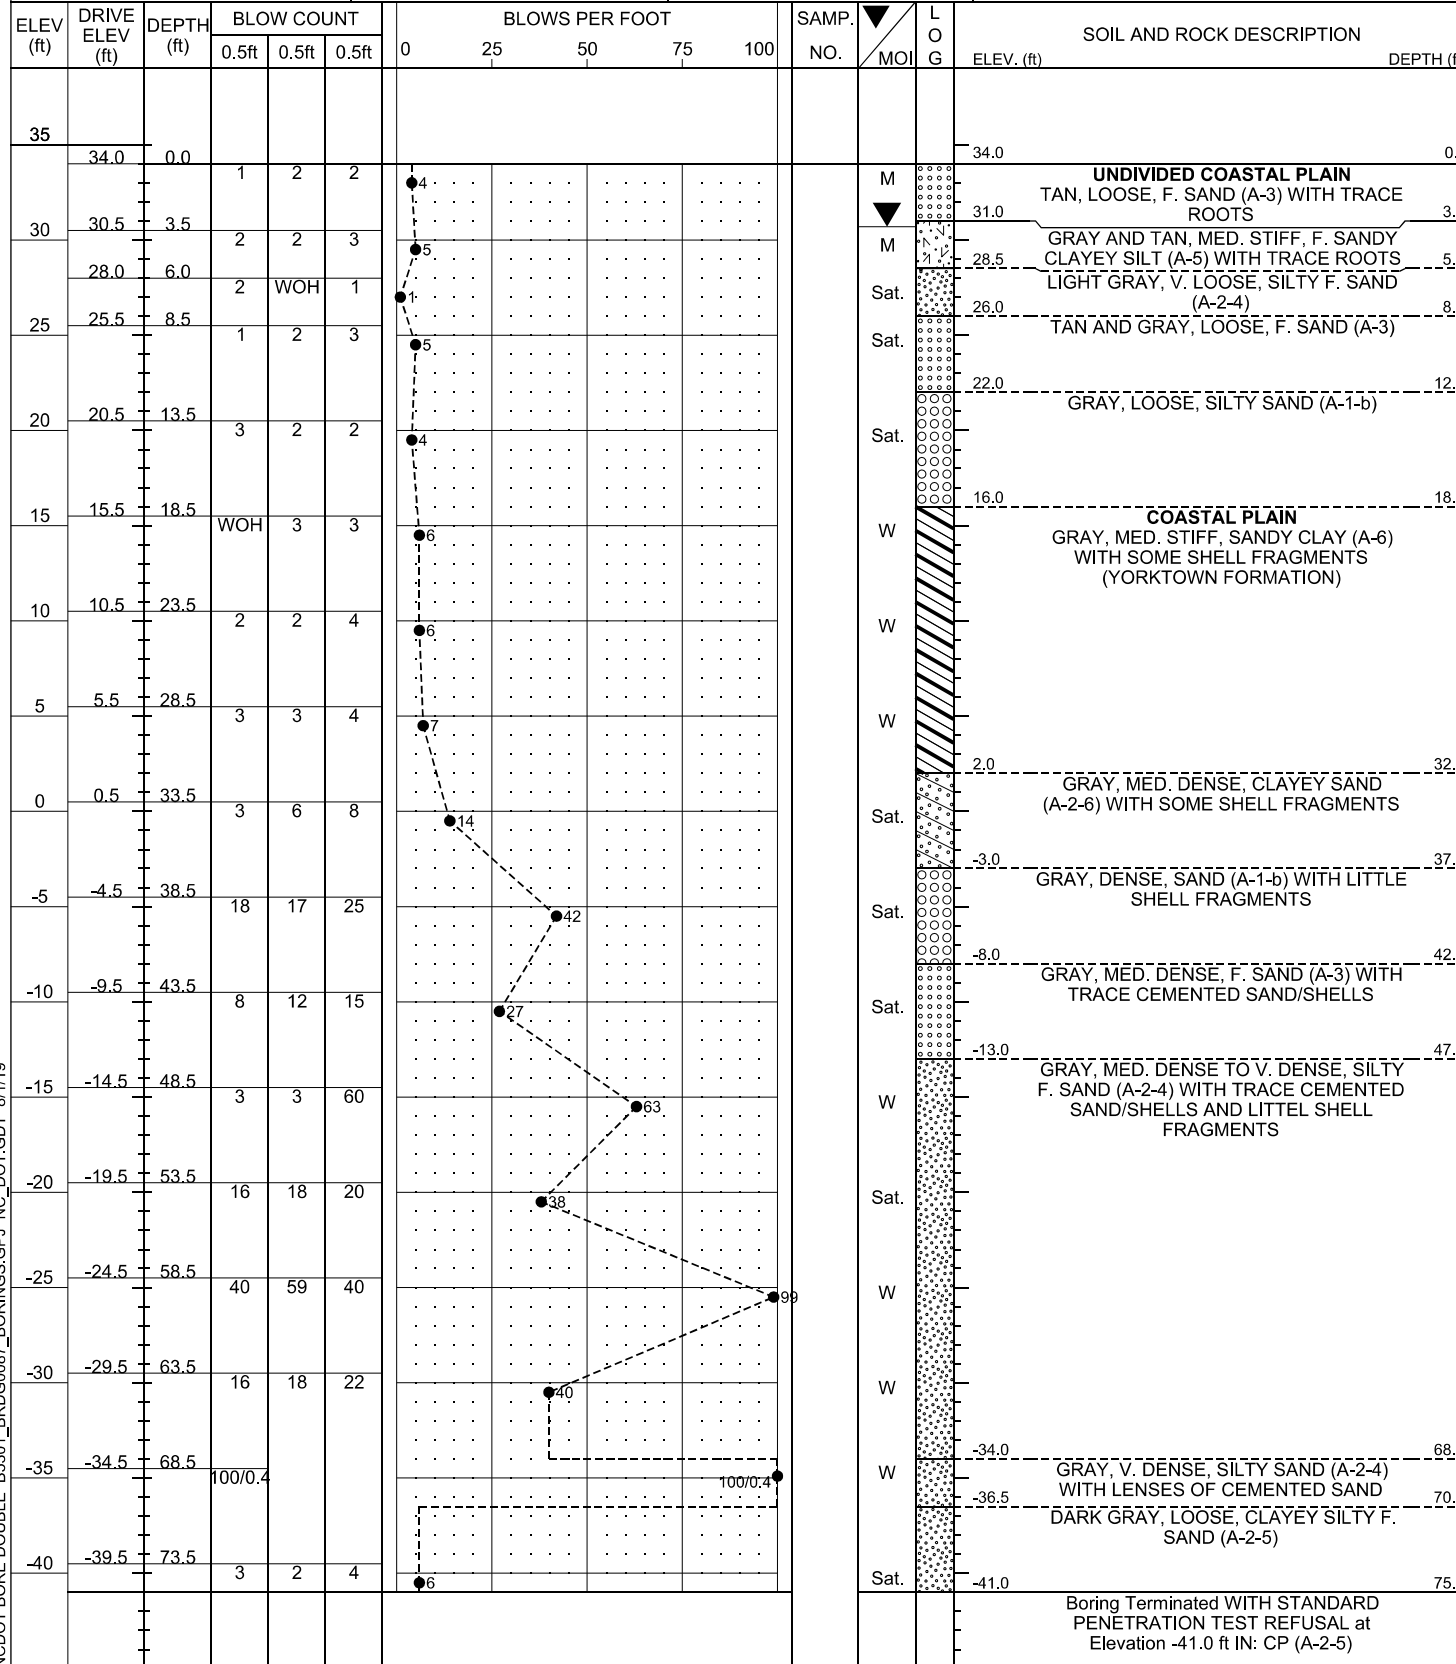 ELEV (ft) DRIVE ELEV (ft) DEPTH (ft) BLOW COUNT BLOWS PER FOOT SAMP. NO. MOI L O G SOIL AND ROCK DESCRIPTION
0.5ft 0.5ft 0.5ft 0 25 50 75 100 ELEV. (ft) DEPTH (f
35
34.0 0.0 34.0 0.
1 2 2 4 M UNDIVIDED COASTAL PLAIN
TAN, LOOSE, F. SAND (A-3) WITH TRACE
31.0 ROOTS 3.
30 30.5 3.5
2 2 3 5 M GRAY AND TAN, MED. STIFF, F. SANDY
28.5 CLAYEY SILT (A-5) WITH TRACE ROOTS 5.
28.0 6.0
2 WOH 1 1 Sat. LIGHT GRAY, V. LOOSE, SILTY F. SAND
26.0 (A-2-4) 8.
25 25.5 8.5
1 2 3 5 Sat. TAN AND GRAY, LOOSE, F. SAND (A-3)
22.0 12.
GRAY, LOOSE, SILTY SAND (A-1-b)
20 20.5 13.5
3 2 2 4 Sat.
16.0 18.
15 15.5 18.5 COASTAL PLAIN
WOH 3 3 6 W GRAY, MED. STIFF, SANDY CLAY (A-6)
WITH SOME SHELL FRAGMENTS
(YORKTOWN FORMATION)
10 10.5 23.5
2 2 4 6 W
5 5.5 28.5
3 3 4 7 W
2.0 32.
0 0.5 33.5 GRAY, MED. DENSE, CLAYEY SAND
3 6 8 14 Sat. (A-2-6) WITH SOME SHELL FRAGMENTS
-3.0 37.
-5 -4.5 38.5 GRAY, DENSE, SAND (A-1-b) WITH LITTLE
18 17 25 42 Sat. SHELL FRAGMENTS
-8.0 42.
-10 -9.5 43.5 GRAY, MED. DENSE, F. SAND (A-3) WITH
8 12 15 27 Sat. TRACE CEMENTED SAND/SHELLS
-13.0 47.
-15 -14.5 48.5 GRAY, MED. DENSE TO V. DENSE, SILTY
3 3 60 63 W F. SAND (A-2-4) WITH TRACE CEMENTED
SAND/SHELLS AND LITTEL SHELL
FRAGMENTS
-20 -19.5 53.5
16 18 20 38 Sat.
-25 -24.5 58.5
40 59 40 99 W
-30 -29.5 63.5
16 18 22 40 W
-34.0 68.
-35 -34.5 68.5 GRAY, V. DENSE, SILTY SAND (A-2-4)
100/0.4 100/0.4 W WITH LENSES OF CEMENTED SAND
-36.5 70.
DARK GRAY, LOOSE, CLAYEY SILTY F.
SAND (A-2-5)
-40 -39.5 73.5
3 2 4 6 Sat.
-41.0 75.
Boring Terminated WITH STANDARD
PENETRATION TEST REFUSAL at
Elevation -41.0 ft IN: CP (A-2-5)